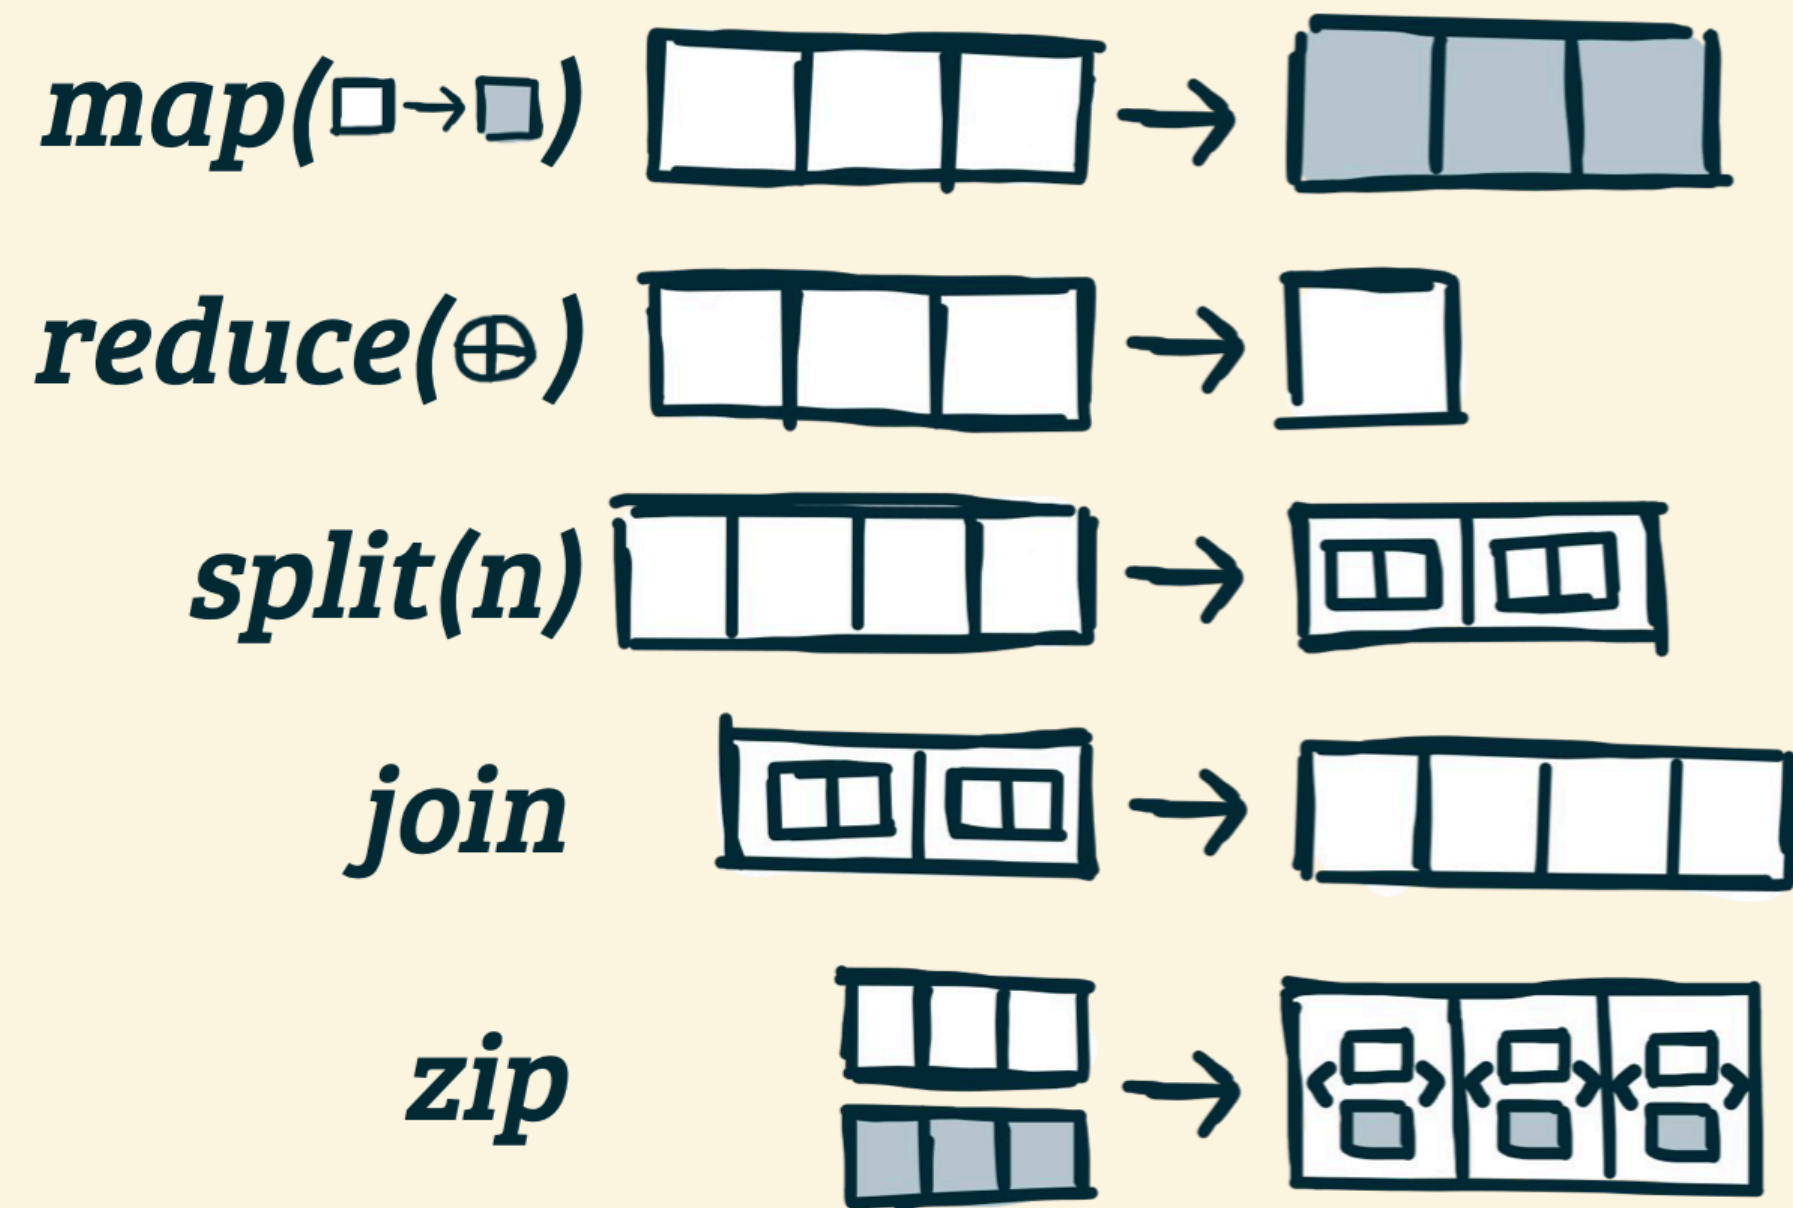 map(□→□)
reduce(⊕)
split(n)
join
zip